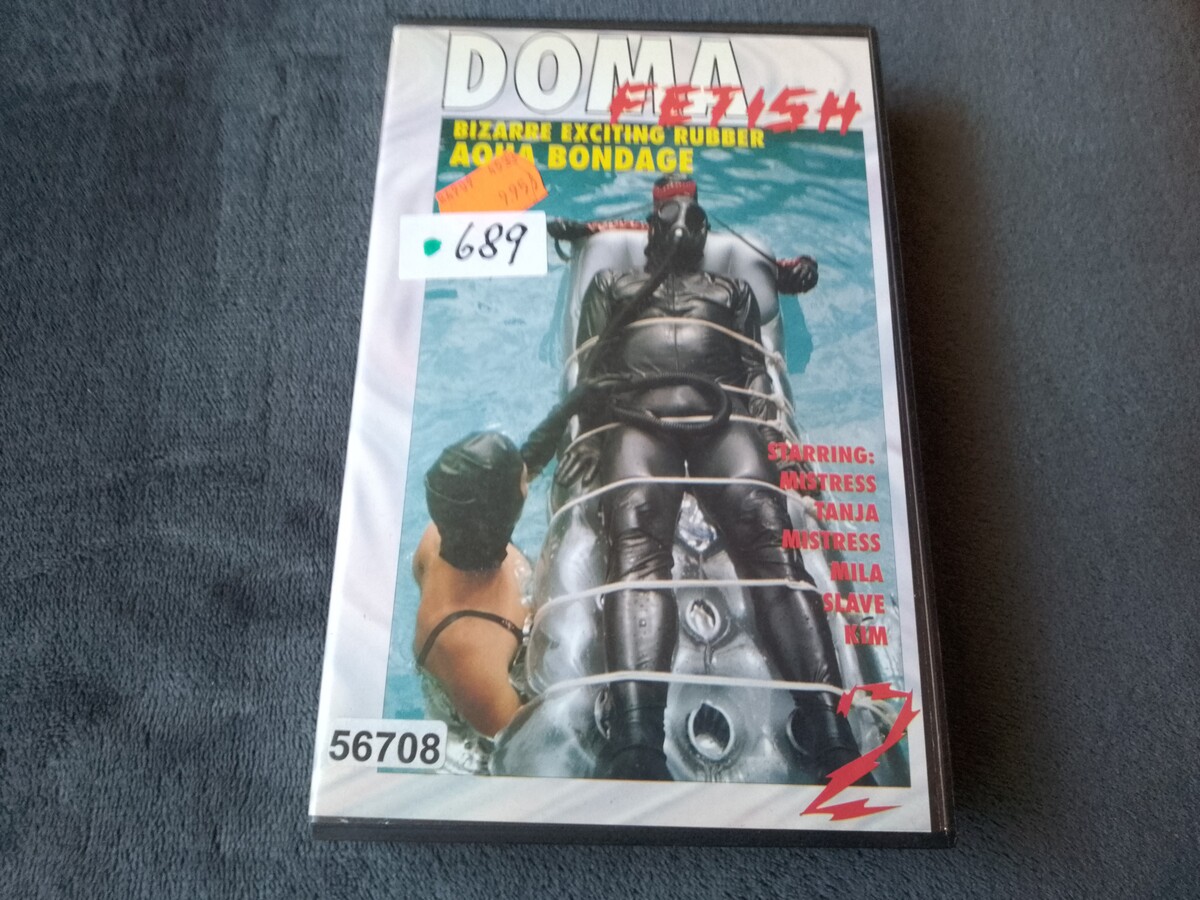 DOMA
FETISH
BIZARRE EXCITING RUBBER
AQUA BONDAGE
689
STARRING:
MISTRESS
TANJA
MISTRESS
MILA
SLAVE
KIM
56708
2